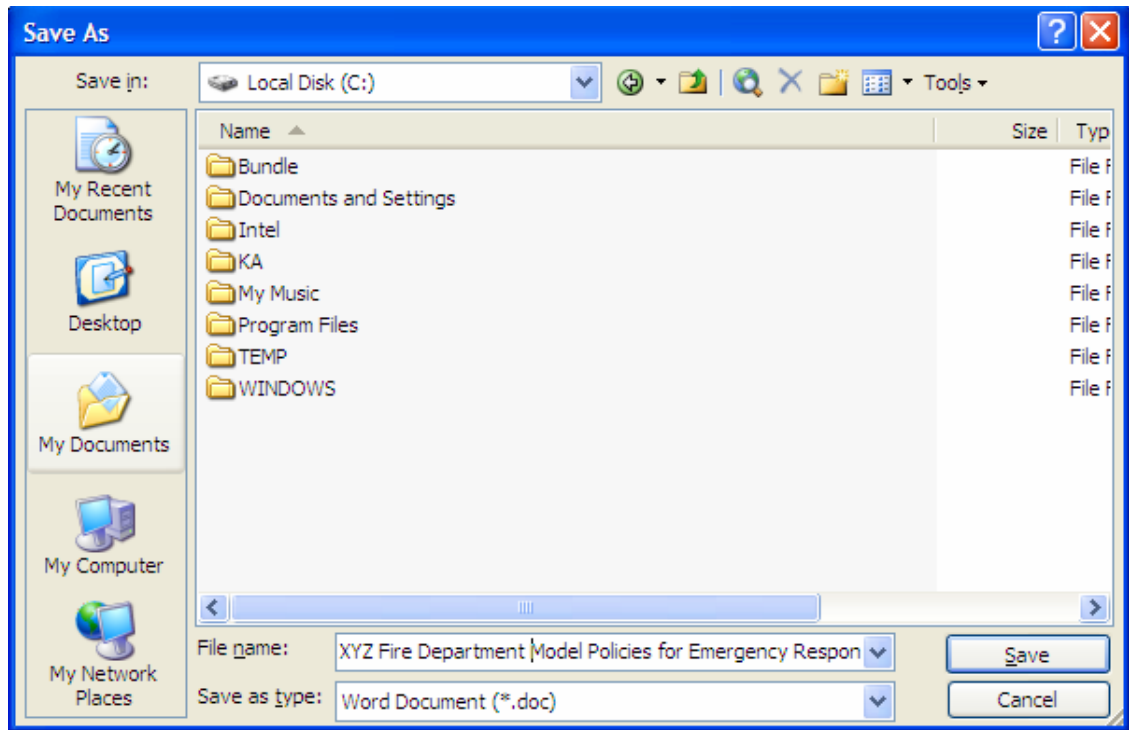 Save As
Save in:
Local Disk (C:)
Tools
Name
Size
Typ
My Recent
Documents
Desktop
My Documents
My Computer
My Network
Places
Bundle
File F
Documents and Settings
File F
Intel
File F
KA
File F
My Music
File F
Program Files
File F
TEMP
File F
WINDOWS
File F
File name:
XYZ Fire Department Model Policies for Emergency Respon
Save
Save as type:
Word Document (*.doc)
Cancel